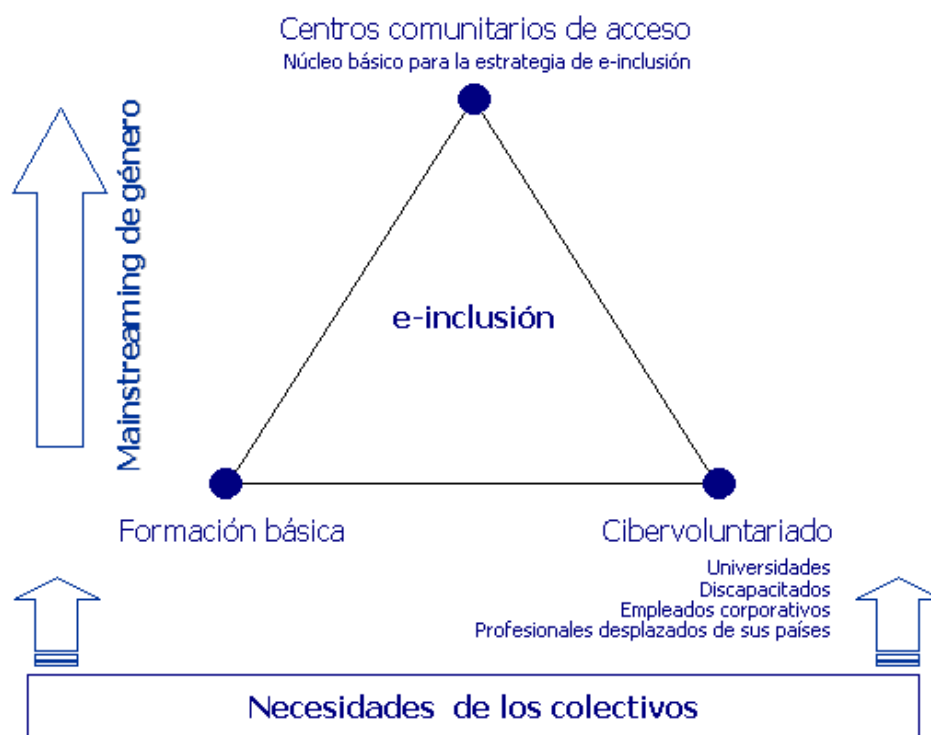 Centros comunitarios de acceso
Núcleo básico para la estrategia de e-inclusión
Mainstreaming de género
e-inclusión
Formación básica
Cibervoluntariado
Universidades
Discapacitados
Empleados corporativos
Profesionales desplazados de sus países
Necesidades de los colectivos